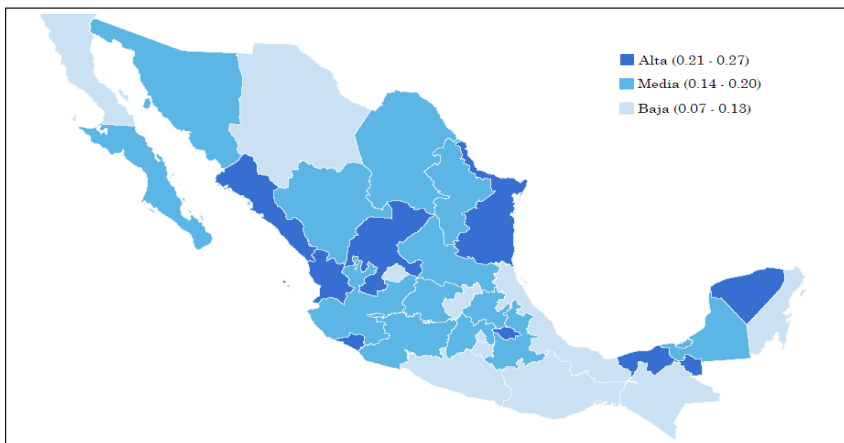 Alta (0.21 - 0.27)
Media (0.14 - 0.20)
Baja (0.07 - 0.13)